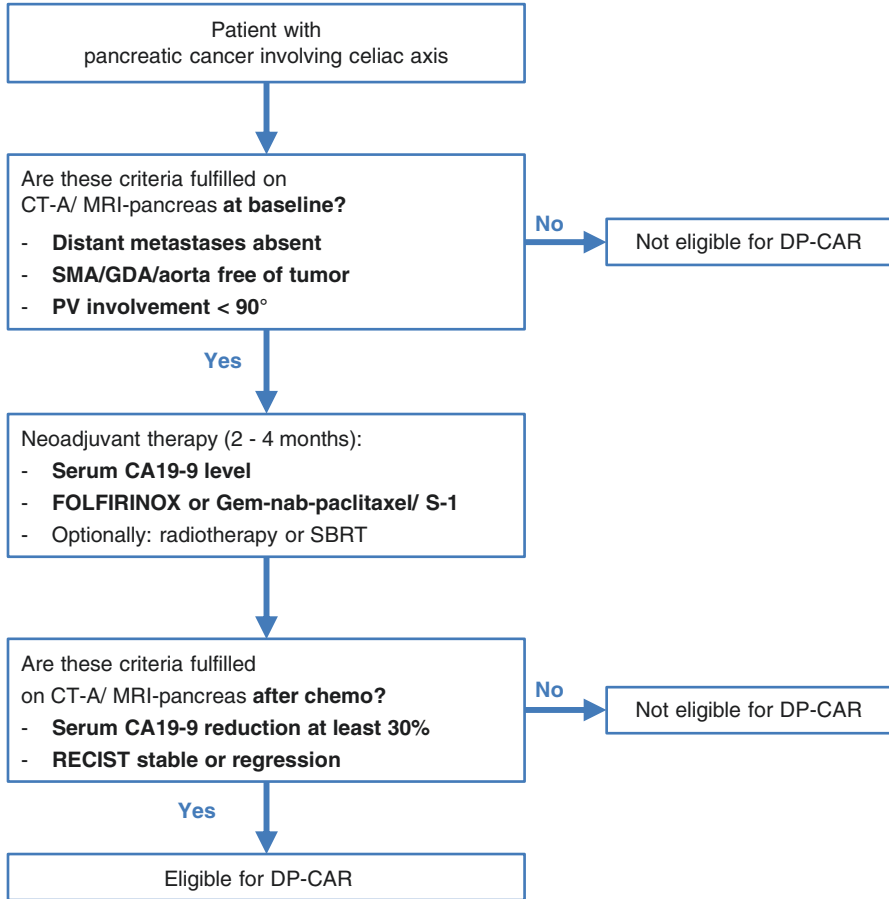 Patient with
pancreatic cancer involving celiac axis
Are these criteria fulfilled on
CT-A/ MRI-pancreas at baseline?
- Distant metastases absent
- SMA/GDA/aorta free of tumor
- PV involvement < 90°
No
Not eligible for DP-CAR
Yes
Neoadjuvant therapy (2 - 4 months):
- Serum CA19-9 level
- FOLFIRINOX or Gem-nab-paclitaxel/ S-1
- Optionally: radiotherapy or SBRT
Are these criteria fulfilled
on CT-A/ MRI-pancreas after chemo?
- Serum CA19-9 reduction at least 30%
- RECIST stable or regression
No
Not eligible for DP-CAR
Yes
Eligible for DP-CAR